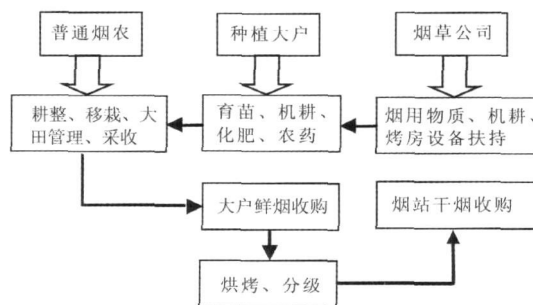 普通烟农
种植大户
烟草公司
耕整、移栽、大
田管理、采收
育苗、机耕、
化肥、农药
烟用物质、机耕、
烤房设备扶持
大户鲜烟收购
烟站干烟收购
烘烤、分级